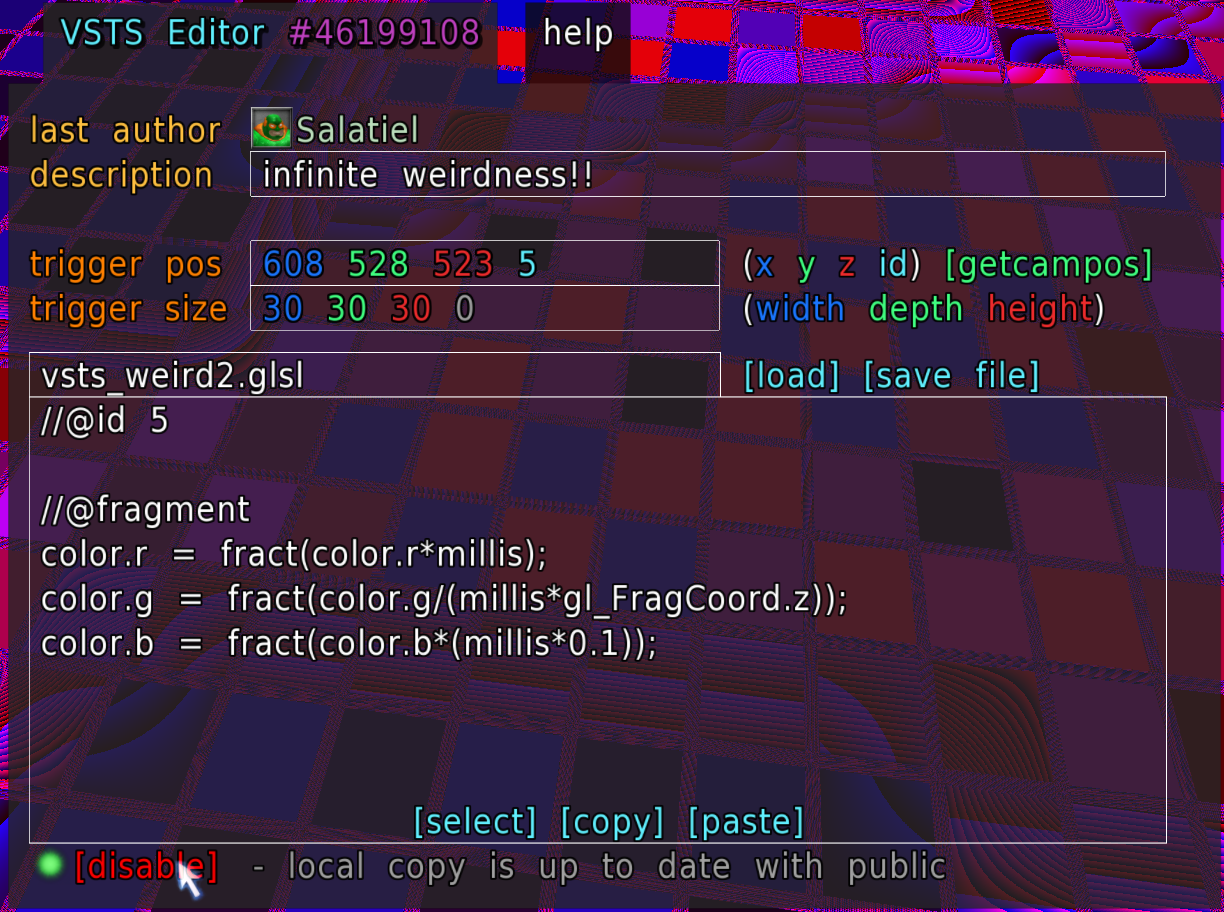 VSTS Editor #46199108 help
last author Salatiel
description infinite weirdness!!
trigger pos 608 528 523 5 (x y z id) [getcampos]
trigger size 30 30 30 0 (width depth height)
vsts_weird2.glsl [load] [save file]
//@id 5
//@fragment
color.r = fract(color.r*millis);
color.g = fract(color.g/(millis*gl_FragCoord.z));
color.b = fract(color.b*(millis*0.1));
[select] [copy] [paste]
[disable] - local copy is up to date with public